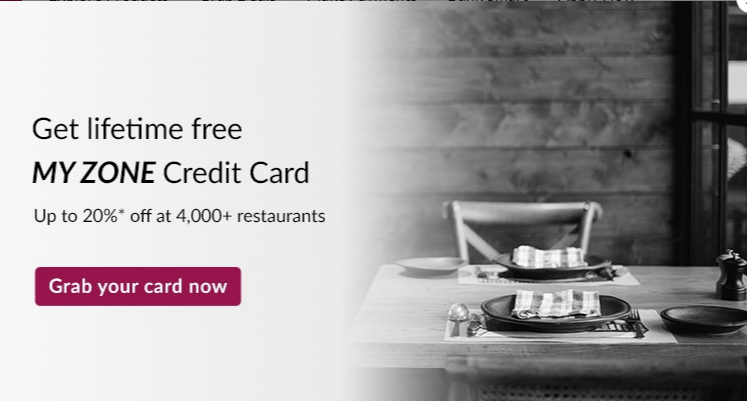 Get lifetime free
MY ZONE Credit Card
Up to 20%* off at 4,000+ restaurants
Grab your card now